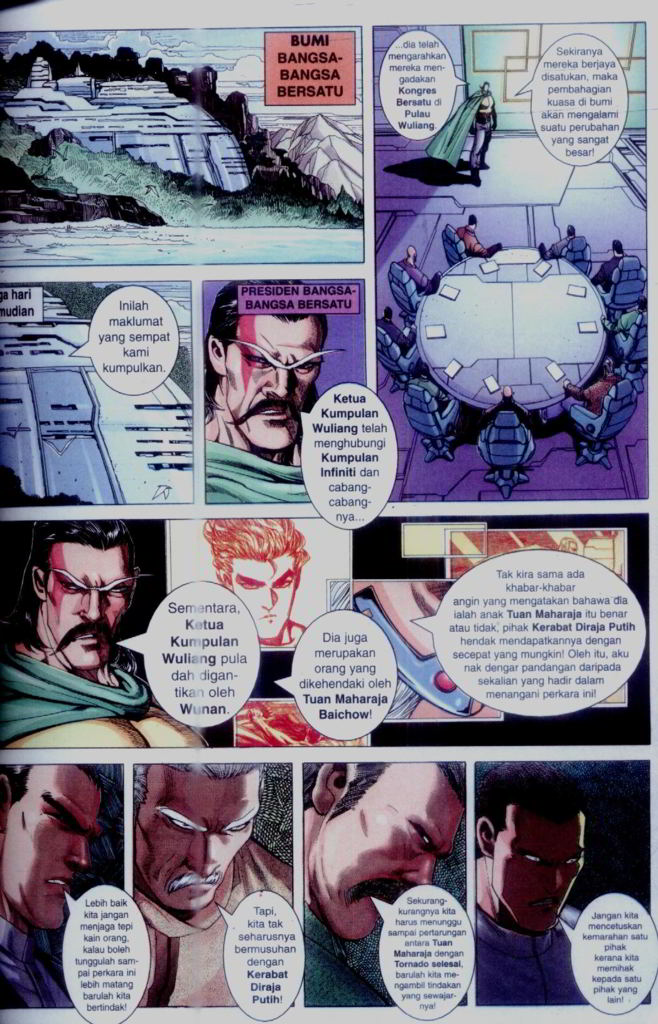 BUMI
BANGSA-
BANGSA
BERSATU
...dia telah
mengarahkan
mereka men-
gadakan
Kongres
Bersatu di
Pulau
Wuliang.
Sekiranya
mereka berjaya
disatukan, maka
pembahagian
kuasa di bumi
akan mengalami
suatu perubahan
yang sangat
besar!
ga hari
mudian
Inilah
maklumat
yang sempat
kami
kumpulkan.
PRESIDEN BANGSA-
BANGSA BERSATU
Ketua
Kumpulan
Wuliang telah
menghubungi
Kumpulan
Infiniti dan
cabang-
cabang-
nya...
Sementara,
Ketua
Kumpulan
Wuliang pula
dah digan-
tikan oleh
Wunan.
Dia juga
merupakan
orang yang
dikehendaki oleh
Tuan Maharaja
Baichow!
Tak kira sama ada
khabar-khabar
angin yang mengatakan bahawa dia
ialah anak Tuan Maharaja itu benar
atau tidak, pihak Kerabat Diraja Putih
hendak mendapatkannya dengan
secepat yang mungkin! Oleh itu, aku
nak dengar pandangan daripada
sekalian yang hadir dalam
menangani perkara ini!
Lebih baik
kita jangan
menjaga tepi
kain orang,
kalau boleh
tunggulah sam-
pai perkara ini
lebih matang
barulah kita
bertindak!
Tapi,
kita tak
seharusnya
bermusuhan
dengan
Kerabat
Diraja
Putih!
Sekurang-
kurangnya kita
harus menunggu
sampai pertarungan
antara Tuan
Maharaja dengan
Tornado selesai,
barulah kita me-
ngambil tindakan
yang sewajar-
nya!
Jangan kita
mencetuskan
kemarahan satu
pihak
kerana kita
memihak
kepada satu
pihak yang
lain!